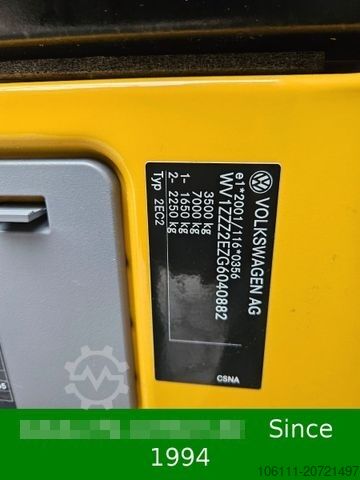 VOLKSWAGEN AG
e1*2001/116*0356
WV1ZZZ2EZG6040882
3500 kg
7000 kg
1- 1650 kg
2- 2250 kg
Typ 2EC2
CSNA
Since
1994
106111-20721497